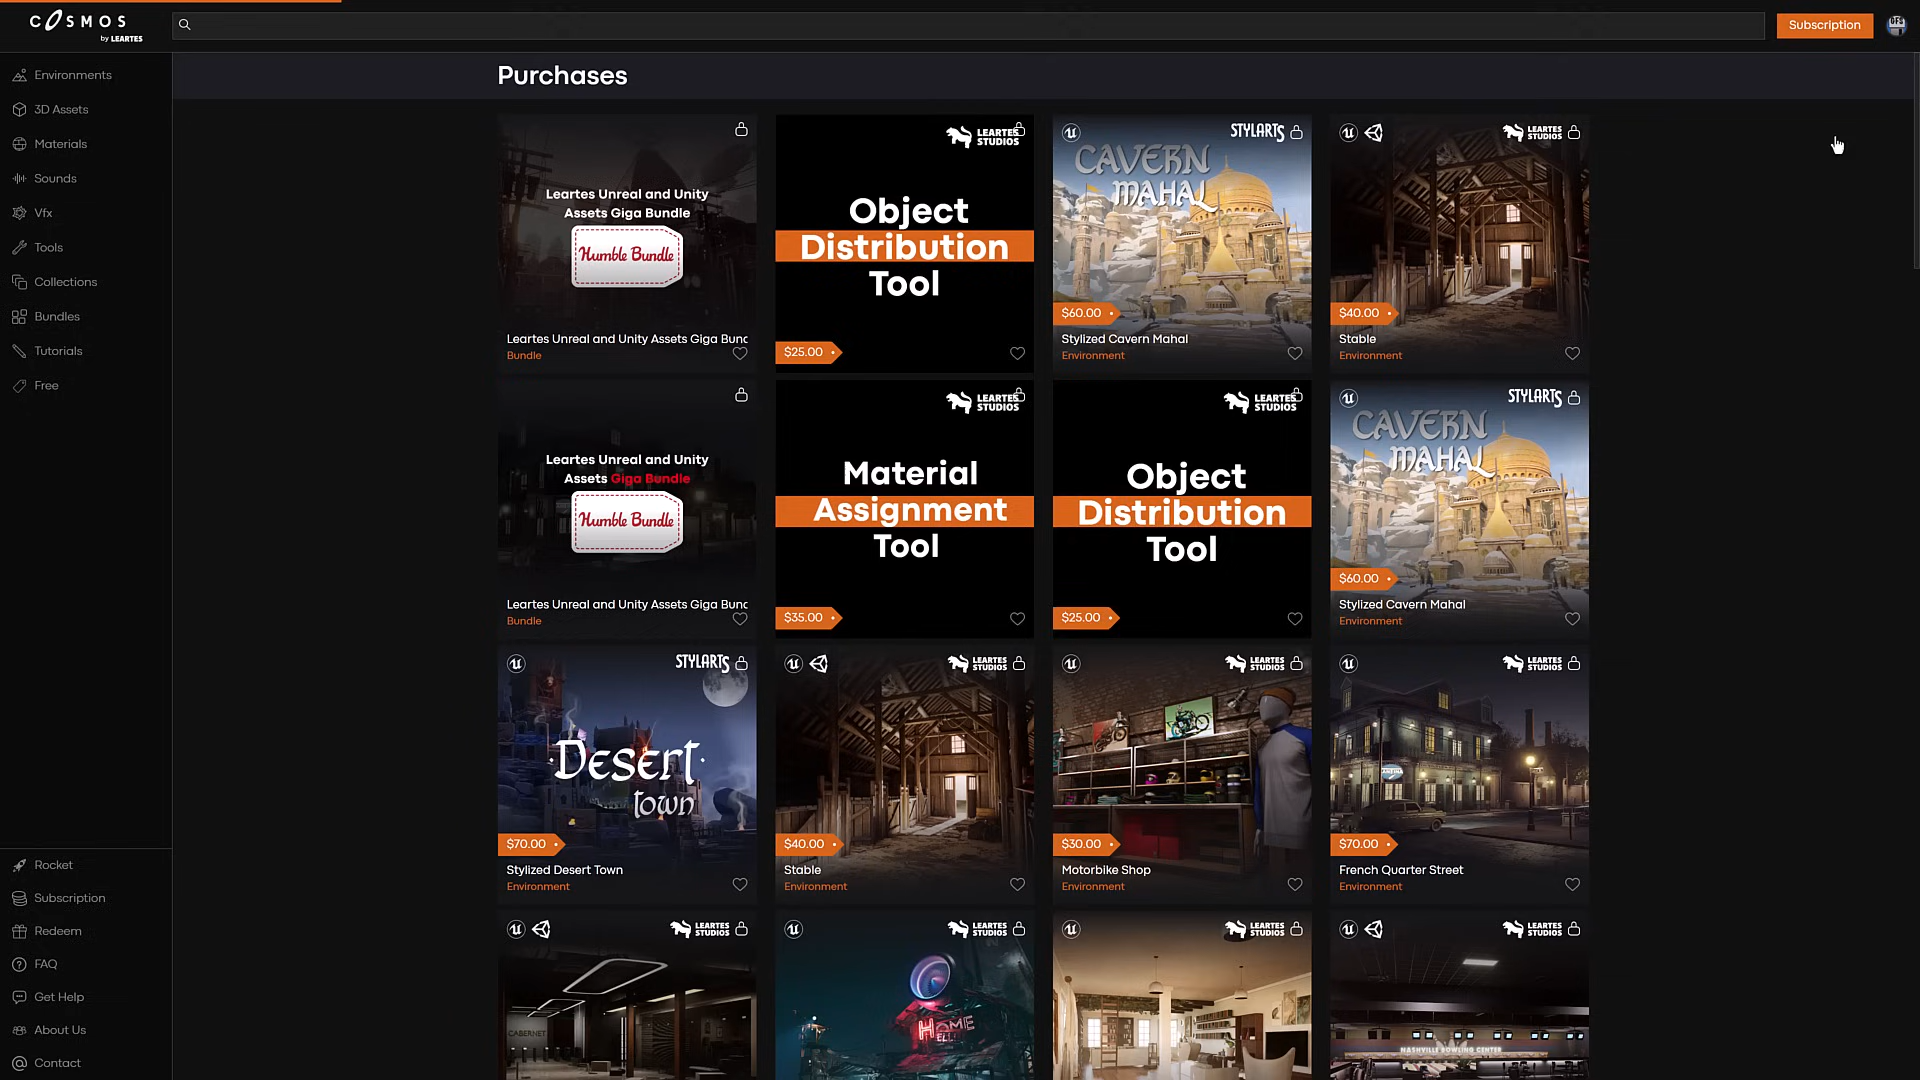 COSMOS
by LEARTES
Subscription
Environments
3D Assets
Materials
Sounds
Vfx
Tools
Collections
Bundles
Tutorials
Free
Rocket
Subscription
Redeem
FAQ
Get Help
About Us
Contact
Purchases
Leartes Unreal and Unity
Assets Giga Bundle
Humble Bundle
Leartes Unreal and Unity Assets Giga Bunc
Bundle
LEARTES
STUDIOS
Object
Distribution
Tool
$25.00
STYLARTS
CAVERN
MAHAL
$60.00
Stylized Cavern Mahal
Environment
LEARTES
STUDIOS
$40.00
Stable
Environment
Leartes Unreal and Unity
Assets Giga Bundle
Humble Bundle
Leartes Unreal and Unity Assets Giga Bunc
Bundle
LEARTES
STUDIOS
Material
Assignment
Tool
$35.00
LEARTES
STUDIOS
Object
Distribution
Tool
$25.00
STYLARTS
CAVERN
MAHAL
$60.00
Stylized Cavern Mahal
Environment
STYLARTS
Desert
Town
$70.00
Stylized Desert Town
Environment
LEARTES
STUDIOS
$40.00
Stable
Environment
LEARTES
STUDIOS
$30.00
Motorbike Shop
Environment
LEARTES
STUDIOS
$70.00
French Quarter Street
Environment
LEARTES
STUDIOS
CABERNET
LEARTES
STUDIOS
HOME
LEARTES
STUDIOS
LEARTES
STUDIOS
NASHVILLE BOWLING CENTER